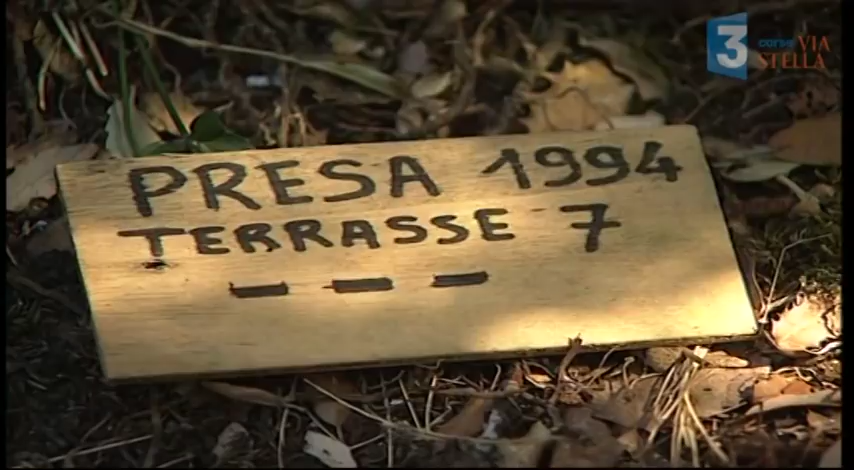 3 corse VIA
STELLA
PRESA 1994
TERRASSE 7
- - -